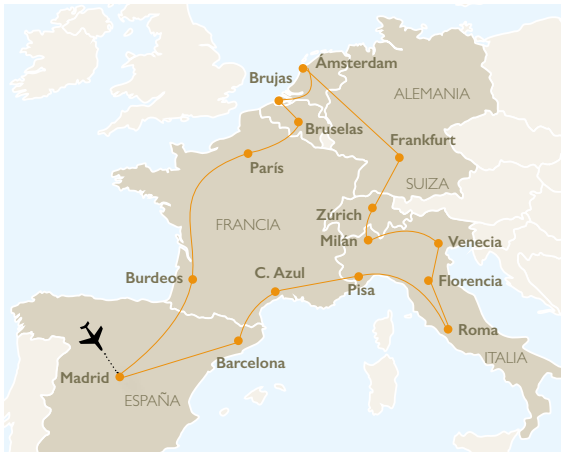 Ámsterdam
Brujas
ALEMANIA
Bruselas
Frankfurt
París
SUIZA
Zúrich
FRANCIA
Milán
Venecia
Burdeos
C. Azul
Pisa
Florencia
Roma
Barcelona
ITALIA
Madrid
ESPAÑA